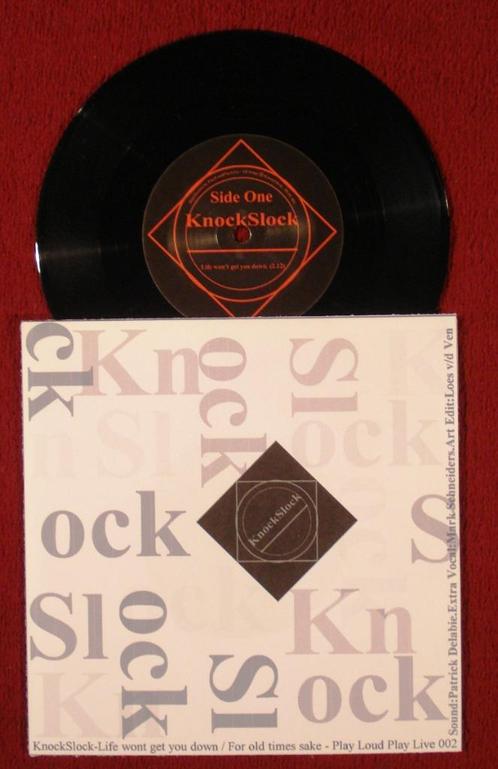 Side One
KnockSlock
Life won't get you down. (2.12)
ck
Kn
ock
Sl
K
n Sl
ock
ock
KnockSlock
S
Sl
ock
ck
Kn
Kn
Sl
ock
Sound:Patrick Delabie.Extra Vocal:Mark Schneiders.Art Edit:Loes v/d Ven
KnockSlock-Life wont get you down / For old times sake - Play Loud Play Live 002